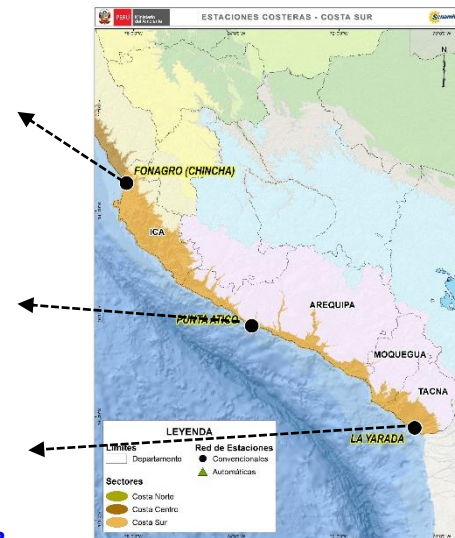 PERÚ Ministerio del Ambiente
ESTACIONES COSTERAS - COSTA SUR
Senamhi
N
FONAGRO (CHINCHA)
ICA
AREQUIPA
PUNTA ATICO
MOQUEGUA
TACNA
LA YARADA
LEYENDA
Límites
Departamento
Red de Estaciones
Convencionales
Automáticas
Sectores
Costa Norte
Costa Centro
Costa Sur